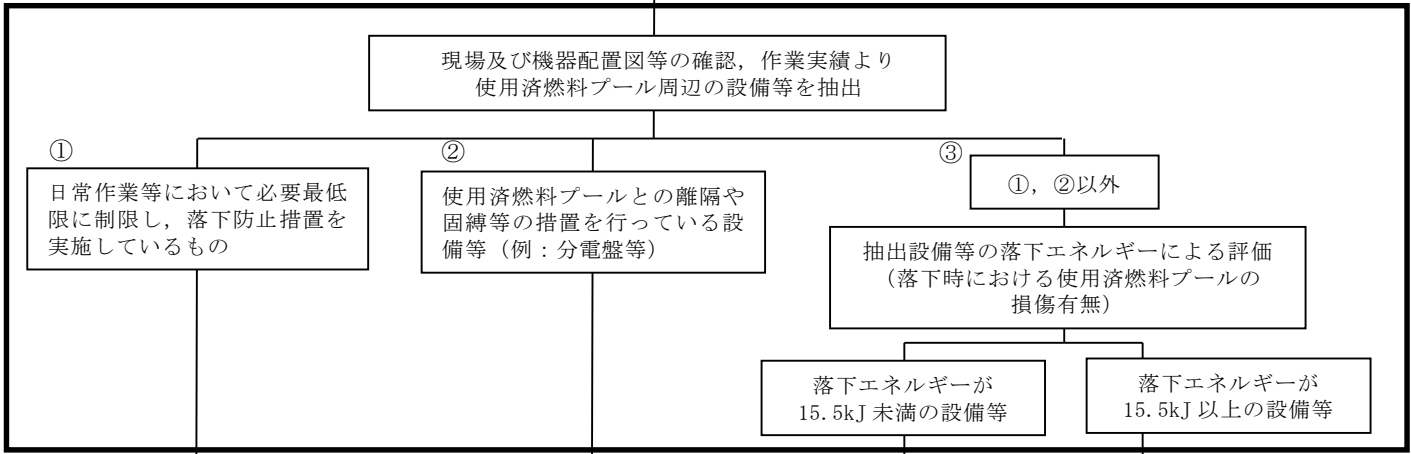 現場及び機器配置図等の確認，作業実績より
使用済燃料プール周辺の設備等を抽出
①
日常作業等において必要最低
限に制限し，落下防止措置を
実施しているもの
②
使用済燃料プールとの離隔や
固縛等の措置を行っている設
備等（例：分電盤等）
③
①，②以外
抽出設備等の落下エネルギーによる評価
（落下時における使用済燃料プールの
損傷有無）
落下エネルギーが
15.5kJ 未満の設備等
落下エネルギーが
15.5kJ 以上の設備等